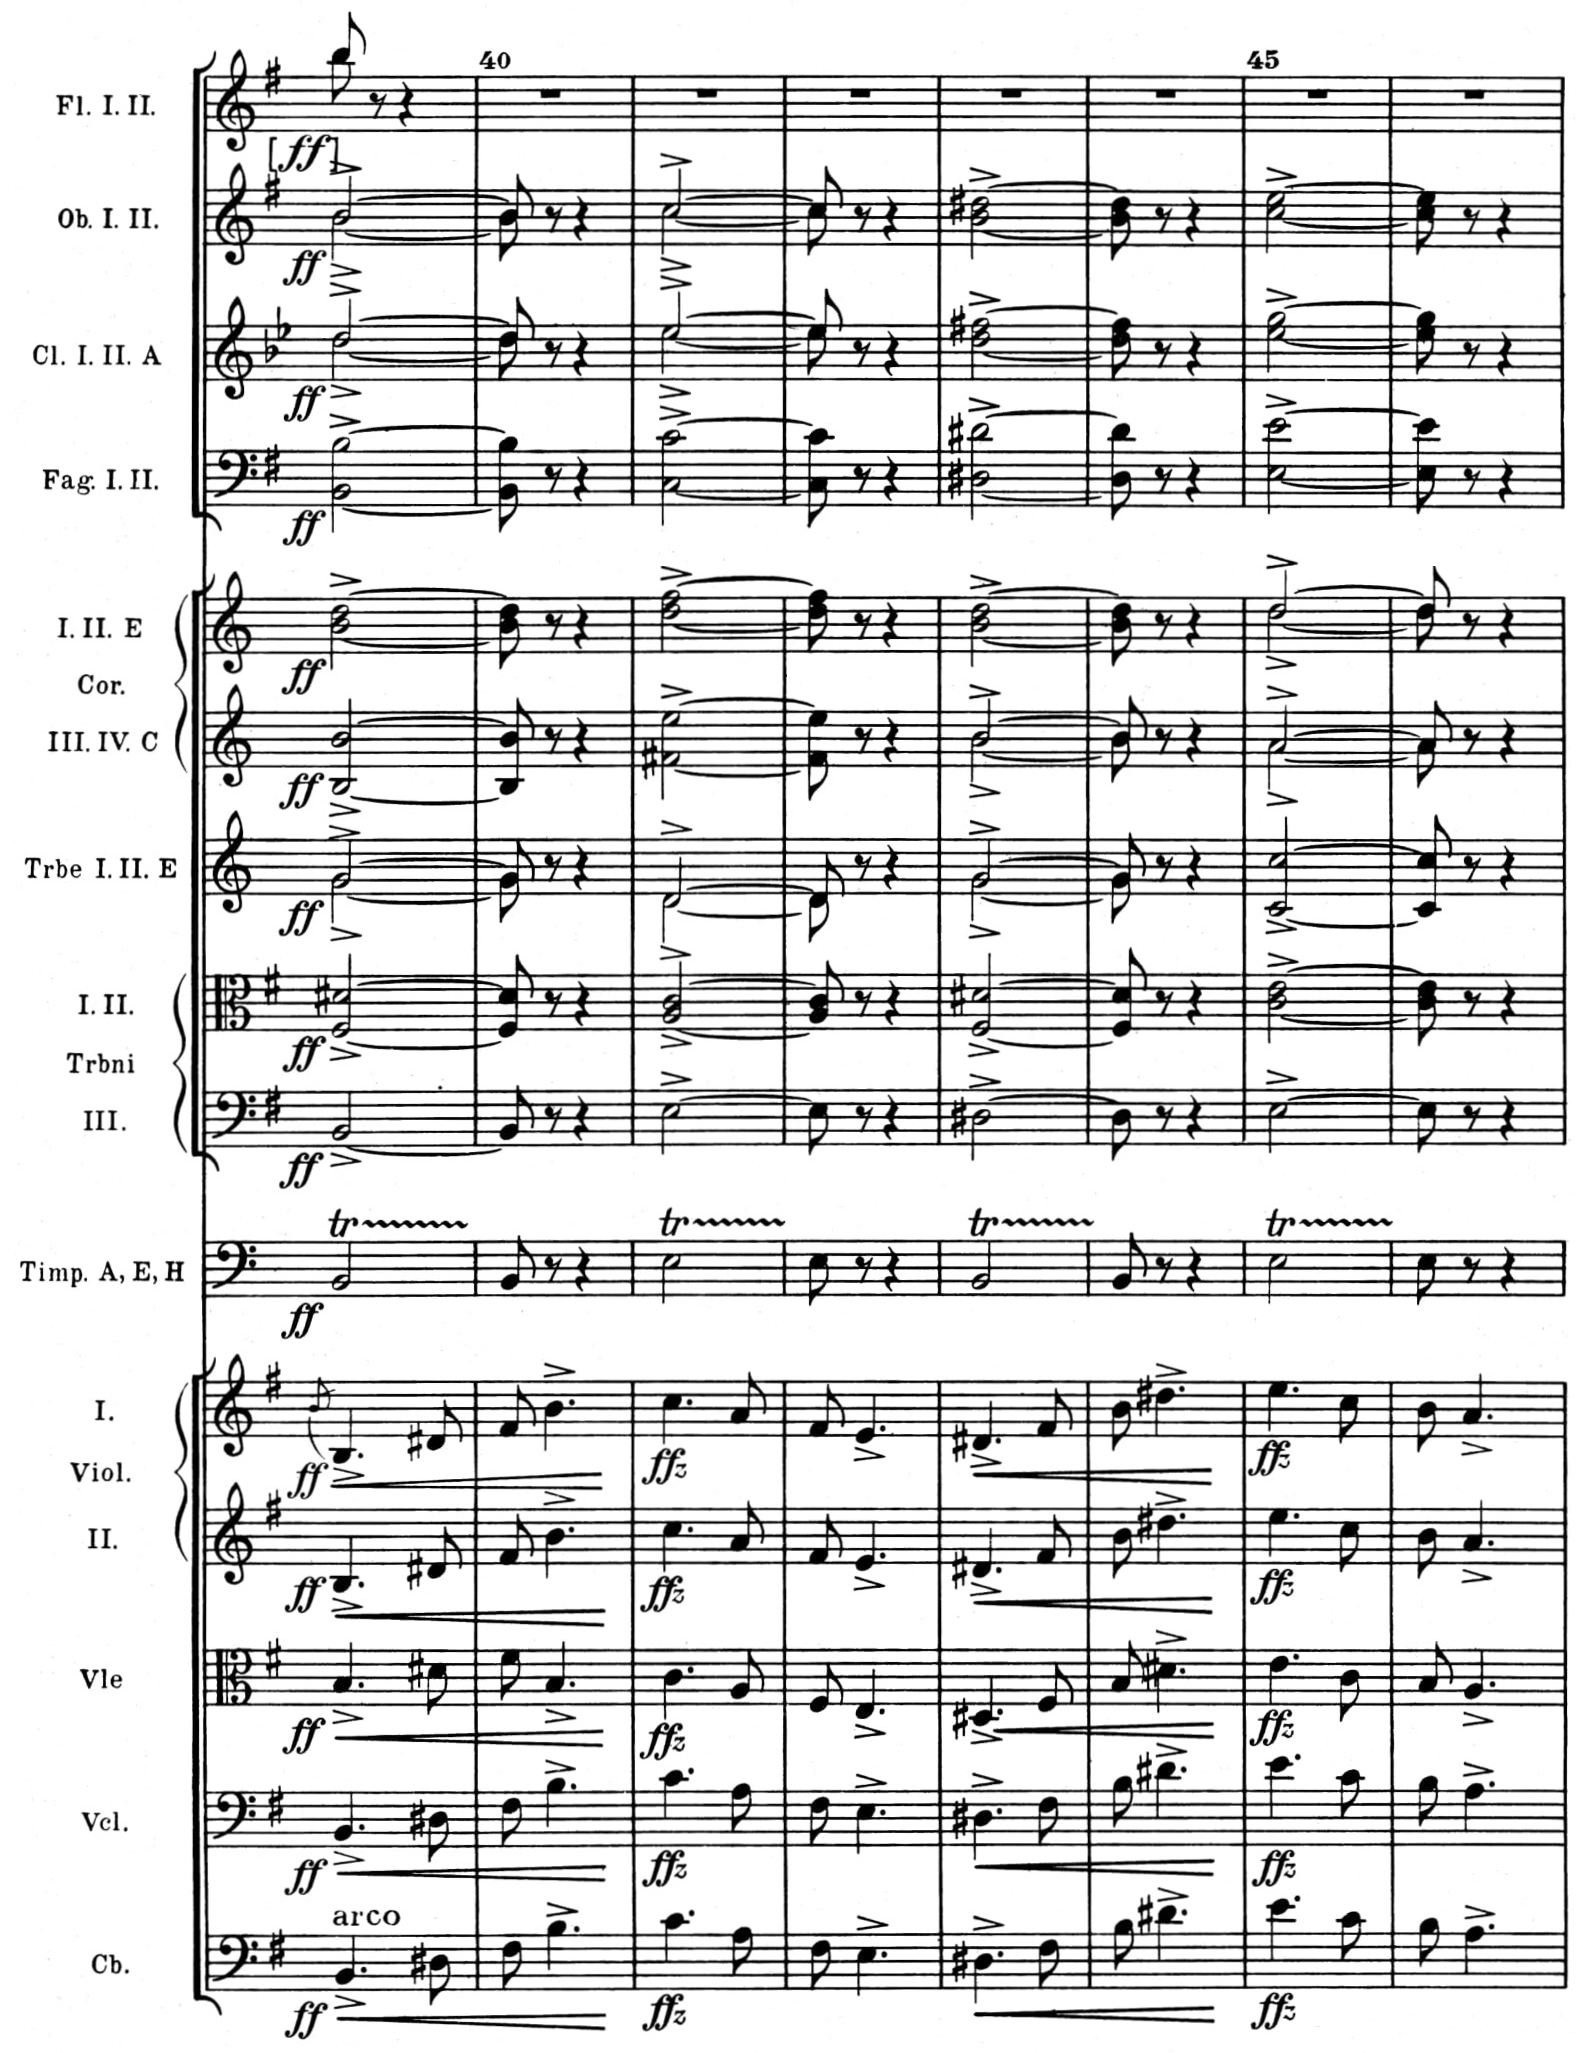 40 45
Fl. I. II.
[ff]
Ob. I. II.
ff
Cl. I. II. A
ff
Fag. I. II.
ff
I. II. E
ff
Cor.
III. IV. C
ff
Trbe I. II. E
ff
I. II.
ff
Trbni
III.
ff
tr tr tr tr
Timp. A, E, H
ff
I.
ff ffz ffz
Viol.
II.
ff ffz ffz
Vle
ff ffz ffz
Vcl.
ff ffz ffz
arco
Cb.
ff ffz ffz